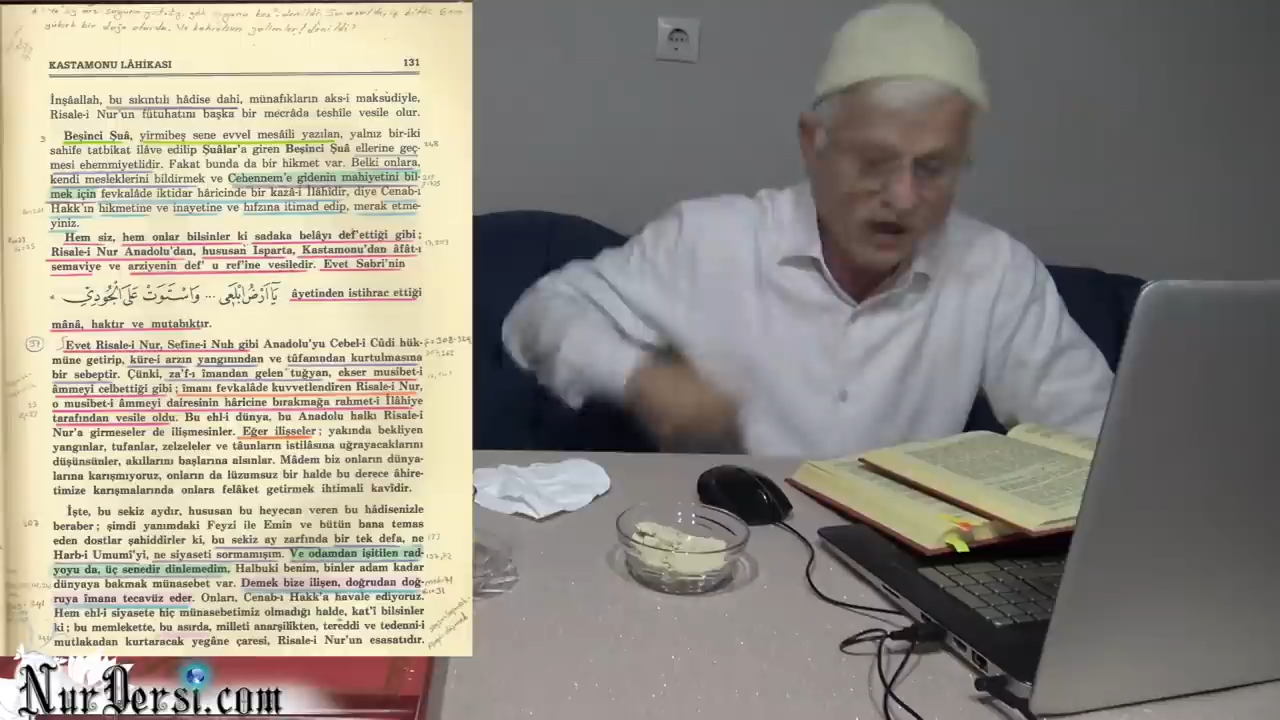 KASTAMONU LÂHİKASI 131
İnşâallah, bu sıkıntılı hâdise dahi, münafıkların aks-i maksudiyle,
Risale-i Nur'un fütuhatını başka bir mecrâda teshîle vesile olur.
Beşinci Şuâ, yirmibeş sene evvel mesâili yazılan, yalnız bir-iki
sahife tatbikat ilâve edilip Şuâlar'a giren Beşinci Şuâ ellerine geç-
mesi ehemmiyetlidir. Fakat bunda da bir hikmet var. Belki onlara,
kendi mesleklerini bildirmek ve Cehennem'e gidenin mahiyetini bil-
mek için fevkalâde iktidar hâricinde bir kazâ-i İlâhîdir, diye Cenab-ı
Hakk'ın hikmetine ve inayetine ve hıfzına itimad edip, merak etme-
yiniz.
Hem siz, hem onlar bilsinler ki sadaka belâyı def'ettiği gibi;
Risale-i Nur Anadolu'dan, hususan Isparta, Kastamonu'dan âfât-ı
semaviye ve arziyenin def' u ref'ine vesiledir. Evet Sabri'nin
يَٓا اَرْضُ ابْلَعِى ... وَاسْتَوَتْ عَلَى الْجُودِىِّ âyetinden istihrac ettiği
mânâ, haktır ve mutabıktır.
Evet Risale-i Nur, Sefine-i Nuh gibi Anadolu'yu Cebel-i Cûdi hük-
müne getirip, küre-i arzın yangınından ve tûfamından kurtulmasına
bir sebeptir. Çünki, za'f-ı îmandan gelen tuğyan, ekser musibet-i
âmmeyi celbettiği gibi; îmanı fevkalâde kuvvetlendiren Risale-i Nur,
o musibet-i âmmeyi dairesinin hâricine bırakmağa rahmet-i İlâhiye
tarafından vesile oldu. Bu ehl-i dünya, bu Anadolu halkı Risale-i
Nur'a girmeseler de ilişmesinler. Eğer ilişseler; yakında bekliyen
yangınlar, tufanlar, zelzeleler ve tâunların istilâsına uğrayacaklarını
düşünsünler, akıllarını başlarına alsınlar. Mâdem biz onların dünya-
larına karışmıyoruz, onların da lüzumsuz bir halde bu derece âhire-
timize karışmalarında onlara felâket getirmek ihtimali kavîdir.
İşte, bu sekiz aydır, hususan bu heyecan veren bu hâdisenizle
beraber; şimdi yanımdaki Feyzi ile Emin ve bütün bana temas
eden dostlar şahiddirler ki, bu sekiz ay zarfında bir tek defa, ne
Harb-i Umumî'yi, ne siyaseti sormamışım. Ve odamdan işitilen rad-
yoyu da, üç senedir dinlemedim. Halbuki benim, binler adam kadar
dünyaya bakmak münasebet var. Demek bize ilişen, doğrudan doğ-
ruya îmana tecavüz eder. Onları, Cenab-ı Hakk'a havale ediyoruz.
Hem ehl-i siyasete hiç münasebetimiz olmadığı halde, kat'î bilsinler
ki; bu memlekette, bu asırda, milleti anarşilikten, tereddi ve tedenni-i
mutlakadan kurtaracak yegâne çaresi, Risale-i Nur'un esasatıdır.
NurDersi.com